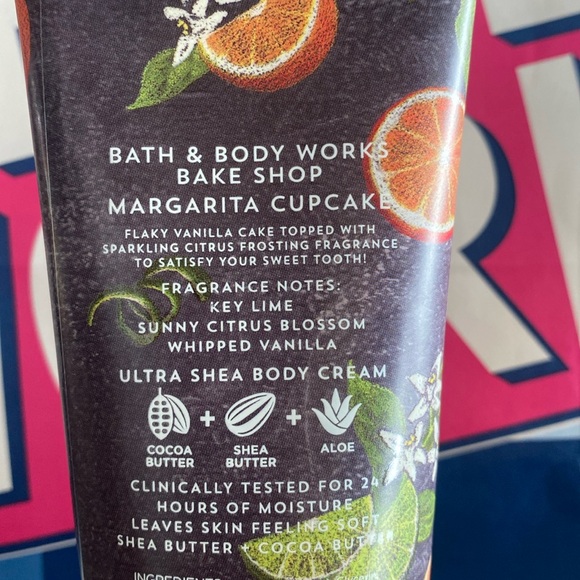 BATH & BODY WORKS
BAKE SHOP
MARGARITA CUPCAKE
FLAKY VANILLA CAKE TOPPED WITH
SPARKLING CITRUS FROSTING FRAGRANCE
TO SATISFY YOUR SWEET TOOTH!
FRAGRANCE NOTES:
KEY LIME
SUNNY CITRUS BLOSSOM
WHIPPED VANILLA
ULTRA SHEA BODY CREAM
+ +
COCOA BUTTER SHEA BUTTER ALOE
CLINICALLY TESTED FOR 24
HOURS OF MOISTURE
LEAVES SKIN FEELING SOFT
SHEA BUTTER + COCOA BUTTER